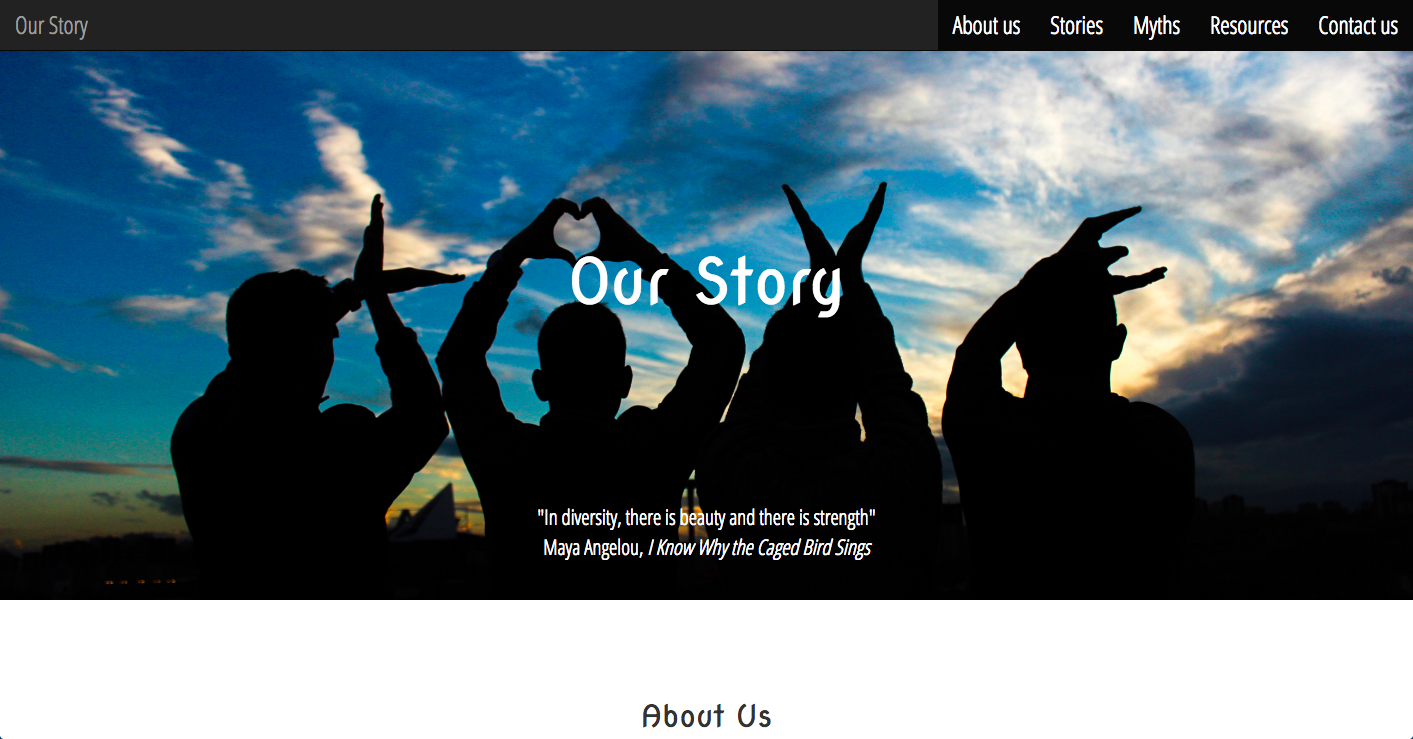 Our Story
About us Stories Myths Resources Contact us
Our Story
"In diversity, there is beauty and there is strength"
Maya Angelou, I Know Why the Caged Bird Sings
About Us